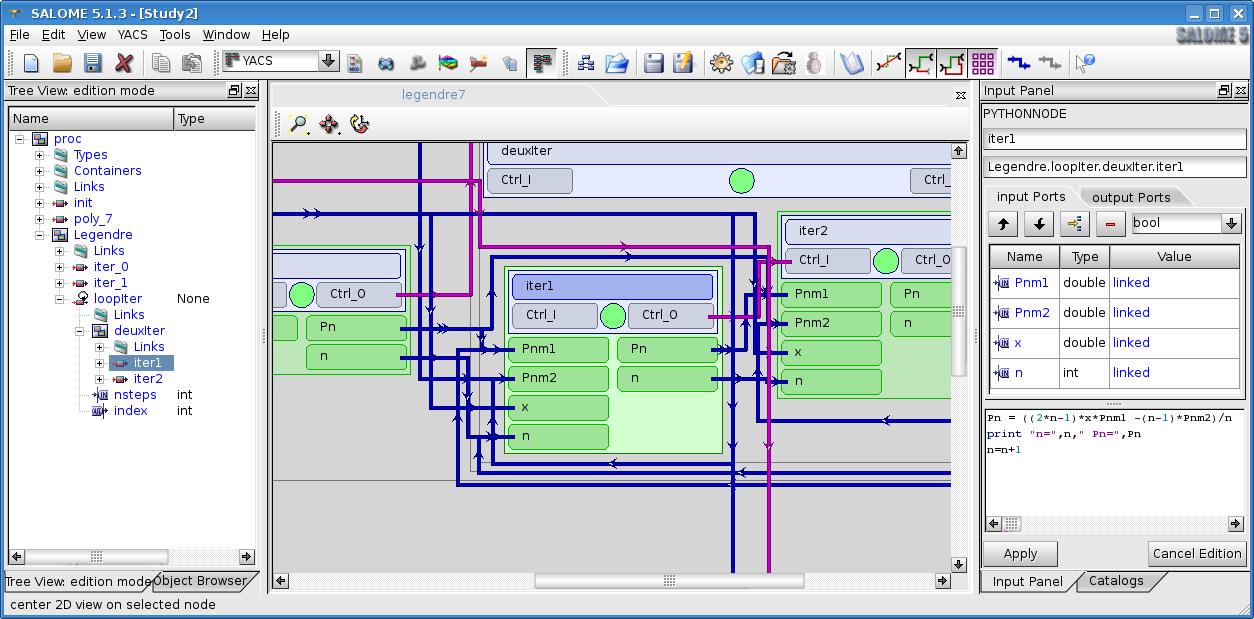 SALOME 5.1.3 - [Study2]
File Edit View YACS Tools Window Help
SALOME 5
YACS
Tree View: edition mode
Name Type
proc
Types
Containers
Links
init
poly_7
Legendre
Links
iter_0
iter_1
loopIter None
Links
deuxIter
Links
iter1
iter2
nsteps int
index int
Tree View: edition mode
Object Browser
center 2D view on selected node
legendre7
deuxIter
Ctrl_I
Ctrl_
Ctrl_O
Pn
n
iter1
Ctrl_I Ctrl_O
Pnm1 Pn
Pnm2 n
x
n
iter2
Ctrl_I Ctrl_O
Pnm1 Pn
Pnm2 n
x
n
Input Panel
PYTHONNODE
iter1
Legendre.loopIter.deuxIter.iter1
input Ports output Ports
bool
Name Type Value
Pnm1 double linked
Pnm2 double linked
x double linked
n int linked
Pn = ((2*n-1)*x*Pnm1 -(n-1)*Pnm2)/n
print "n=",n," Pn=",Pn
n=n+1
Apply Cancel Edition
Input Panel Catalogs